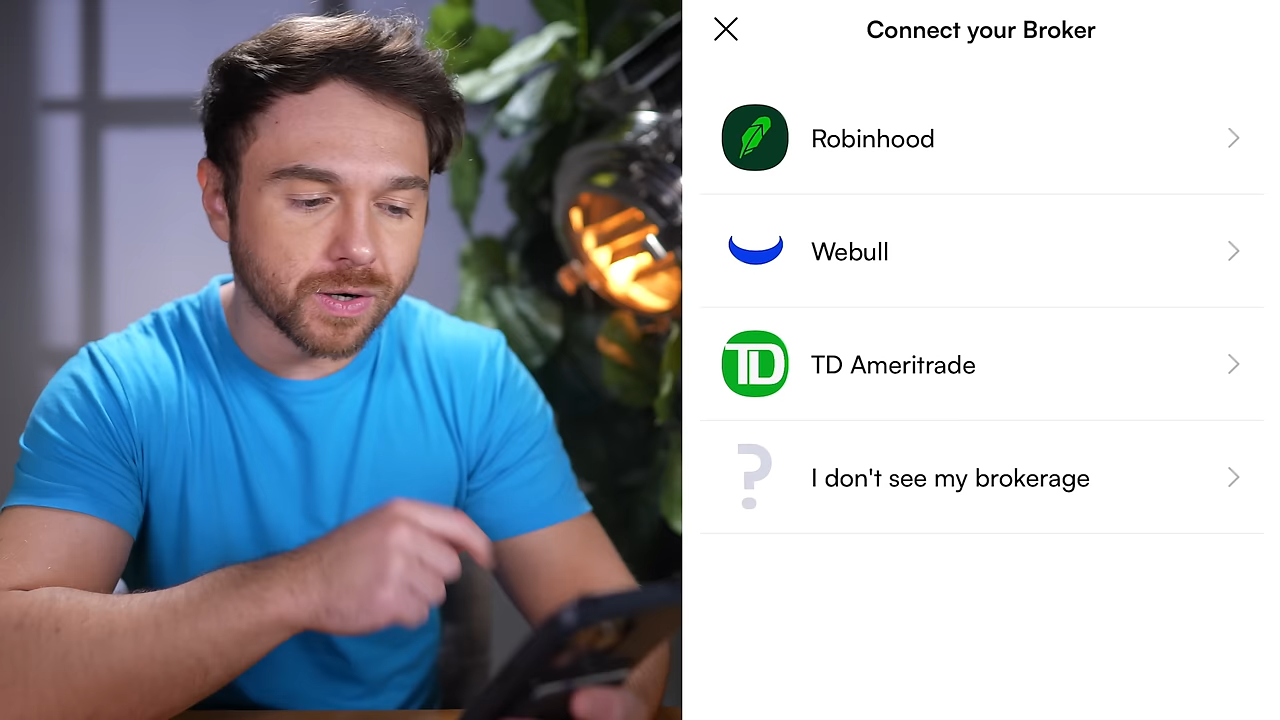 Connect your Broker
Robinhood
Webull
TD Ameritrade
I don't see my brokerage